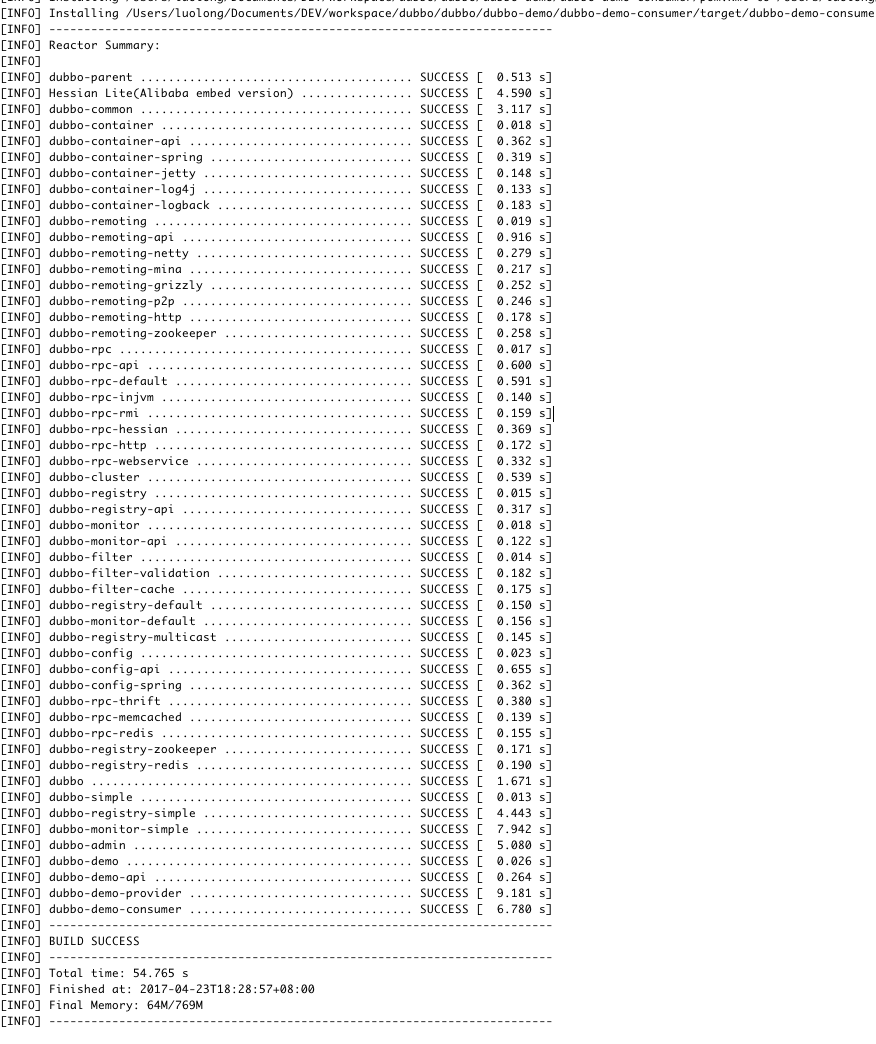 [INFO] Installing /Users/luolong/Documents/DEV/workspace/dubbo/dubbo/dubbo-demo/dubbo-demo-consumer/target/dubbo-demo-consume
[INFO] ------------------------------------------------------------------------
[INFO] Reactor Summary:
[INFO]
[INFO] dubbo-parent ....................................... SUCCESS [  0.513 s]
[INFO] Hessian Lite(Alibaba embed version) ................ SUCCESS [  4.590 s]
[INFO] dubbo-common ....................................... SUCCESS [  3.117 s]
[INFO] dubbo-container .................................... SUCCESS [  0.018 s]
[INFO] dubbo-container-api ................................ SUCCESS [  0.362 s]
[INFO] dubbo-container-spring ............................. SUCCESS [  0.319 s]
[INFO] dubbo-container-jetty .............................. SUCCESS [  0.148 s]
[INFO] dubbo-container-log4j .............................. SUCCESS [  0.133 s]
[INFO] dubbo-container-logback ............................ SUCCESS [  0.183 s]
[INFO] dubbo-remoting ..................................... SUCCESS [  0.019 s]
[INFO] dubbo-remoting-api ................................. SUCCESS [  0.916 s]
[INFO] dubbo-remoting-netty ............................... SUCCESS [  0.279 s]
[INFO] dubbo-remoting-mina ................................ SUCCESS [  0.217 s]
[INFO] dubbo-remoting-grizzly ............................. SUCCESS [  0.252 s]
[INFO] dubbo-remoting-p2p ................................. SUCCESS [  0.246 s]
[INFO] dubbo-remoting-http ................................ SUCCESS [  0.178 s]
[INFO] dubbo-remoting-zookeeper ........................... SUCCESS [  0.258 s]
[INFO] dubbo-rpc .......................................... SUCCESS [  0.017 s]
[INFO] dubbo-rpc-api ...................................... SUCCESS [  0.600 s]
[INFO] dubbo-rpc-default .................................. SUCCESS [  0.591 s]
[INFO] dubbo-rpc-injvm .................................... SUCCESS [  0.140 s]
[INFO] dubbo-rpc-rmi ...................................... SUCCESS [  0.159 s]
[INFO] dubbo-rpc-hessian .................................. SUCCESS [  0.369 s]
[INFO] dubbo-rpc-http ..................................... SUCCESS [  0.172 s]
[INFO] dubbo-rpc-webservice ............................... SUCCESS [  0.332 s]
[INFO] dubbo-cluster ...................................... SUCCESS [  0.539 s]
[INFO] dubbo-registry ..................................... SUCCESS [  0.015 s]
[INFO] dubbo-registry-api ................................. SUCCESS [  0.317 s]
[INFO] dubbo-monitor ...................................... SUCCESS [  0.018 s]
[INFO] dubbo-monitor-api .................................. SUCCESS [  0.122 s]
[INFO] dubbo-filter ....................................... SUCCESS [  0.014 s]
[INFO] dubbo-filter-validation ............................ SUCCESS [  0.182 s]
[INFO] dubbo-filter-cache ................................. SUCCESS [  0.175 s]
[INFO] dubbo-registry-default ............................. SUCCESS [  0.150 s]
[INFO] dubbo-monitor-default .............................. SUCCESS [  0.156 s]
[INFO] dubbo-registry-multicast ........................... SUCCESS [  0.145 s]
[INFO] dubbo-config ....................................... SUCCESS [  0.023 s]
[INFO] dubbo-config-api ................................... SUCCESS [  0.655 s]
[INFO] dubbo-config-spring ................................ SUCCESS [  0.362 s]
[INFO] dubbo-rpc-thrift ................................... SUCCESS [  0.380 s]
[INFO] dubbo-rpc-memcached ................................ SUCCESS [  0.139 s]
[INFO] dubbo-rpc-redis .................................... SUCCESS [  0.155 s]
[INFO] dubbo-registry-zookeeper ........................... SUCCESS [  0.171 s]
[INFO] dubbo-registry-redis ............................... SUCCESS [  0.190 s]
[INFO] dubbo .............................................. SUCCESS [  1.671 s]
[INFO] dubbo-simple ....................................... SUCCESS [  0.013 s]
[INFO] dubbo-registry-simple .............................. SUCCESS [  4.443 s]
[INFO] dubbo-monitor-simple ............................... SUCCESS [  7.942 s]
[INFO] dubbo-admin ........................................ SUCCESS [  5.080 s]
[INFO] dubbo-demo ......................................... SUCCESS [  0.026 s]
[INFO] dubbo-demo-api ..................................... SUCCESS [  0.264 s]
[INFO] dubbo-demo-provider ................................ SUCCESS [  9.181 s]
[INFO] dubbo-demo-consumer ................................ SUCCESS [  6.780 s]
[INFO] ------------------------------------------------------------------------
[INFO] BUILD SUCCESS
[INFO] ------------------------------------------------------------------------
[INFO] Total time: 54.765 s
[INFO] Finished at: 2017-04-23T18:28:57+08:00
[INFO] Final Memory: 64M/769M
[INFO] ------------------------------------------------------------------------